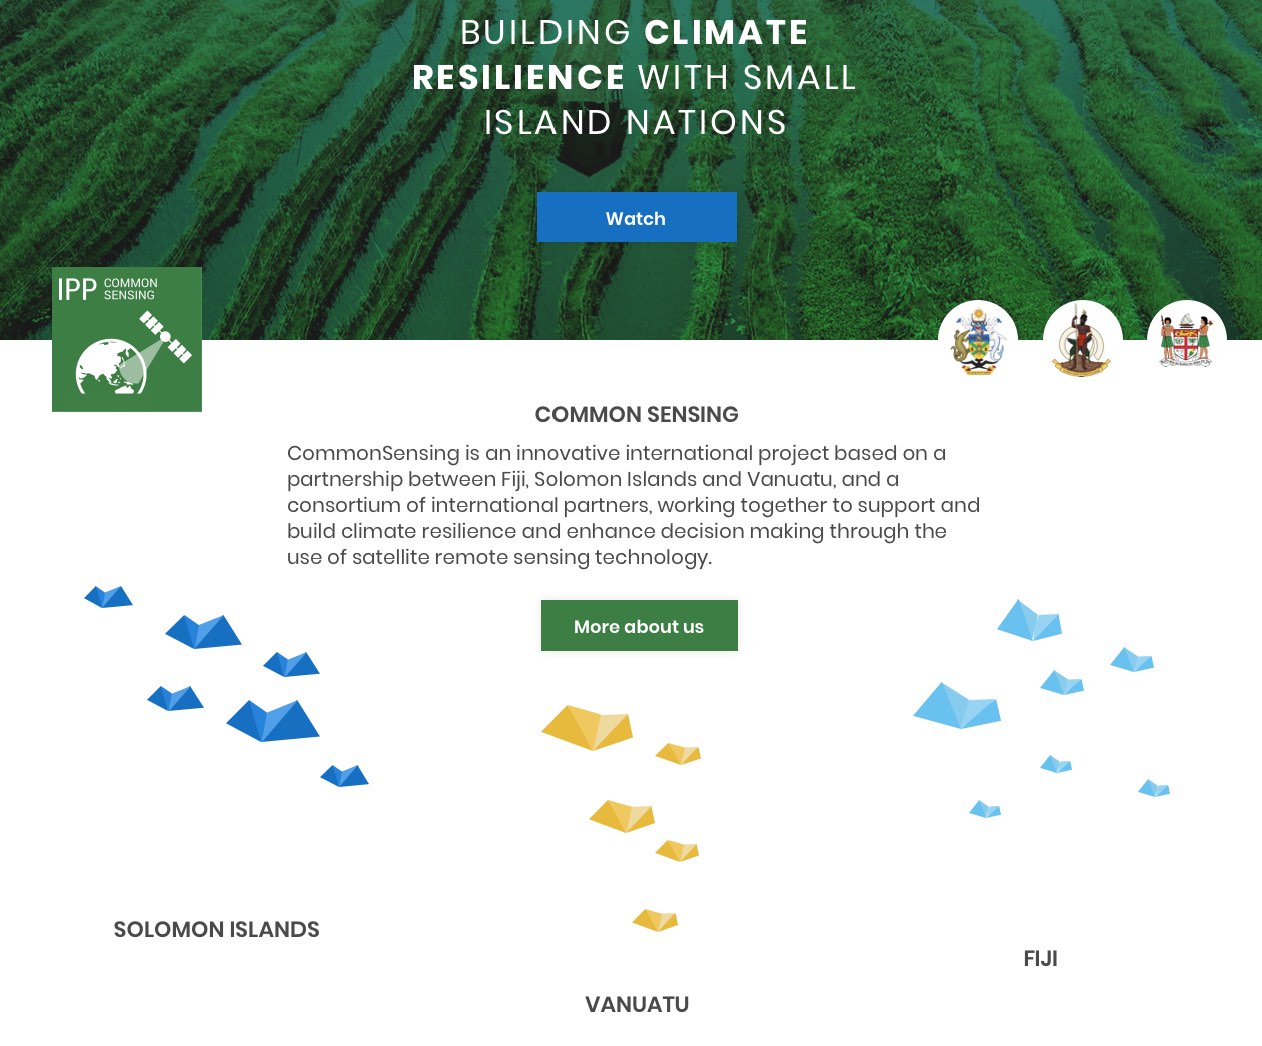 BUILDING CLIMATE
RESILIENCE WITH SMALL
ISLAND NATIONS
Watch
IPP COMMON
SENSING
COMMON SENSING
CommonSensing is an innovative international project based on a
partnership between Fiji, Solomon Islands and Vanuatu, and a
consortium of international partners, working together to support and
build climate resilience and enhance decision making through the
use of satellite remote sensing technology.
More about us
SOLOMON ISLANDS
FIJI
VANUATU